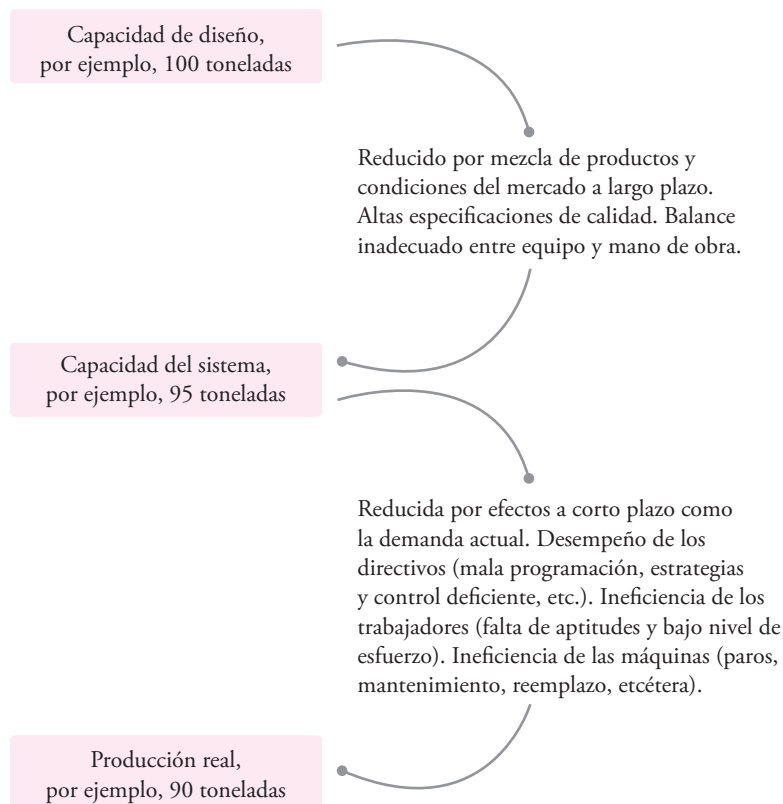 Capacidad de diseño,
por ejemplo, 100 toneladas
Reducido por mezcla de productos y
condiciones del mercado a largo plazo.
Altas especificaciones de calidad. Balance
inadecuado entre equipo y mano de obra.
Capacidad del sistema,
por ejemplo, 95 toneladas
Reducida por efectos a corto plazo como
la demanda actual. Desempeño de los
directivos (mala programación, estrategias
y control deficiente, etc.). Ineficiencia de los
trabajadores (falta de aptitudes y bajo nivel de
esfuerzo). Ineficiencia de las máquinas (paros,
mantenimiento, reemplazo, etcétera).
Producción real,
por ejemplo, 90 toneladas